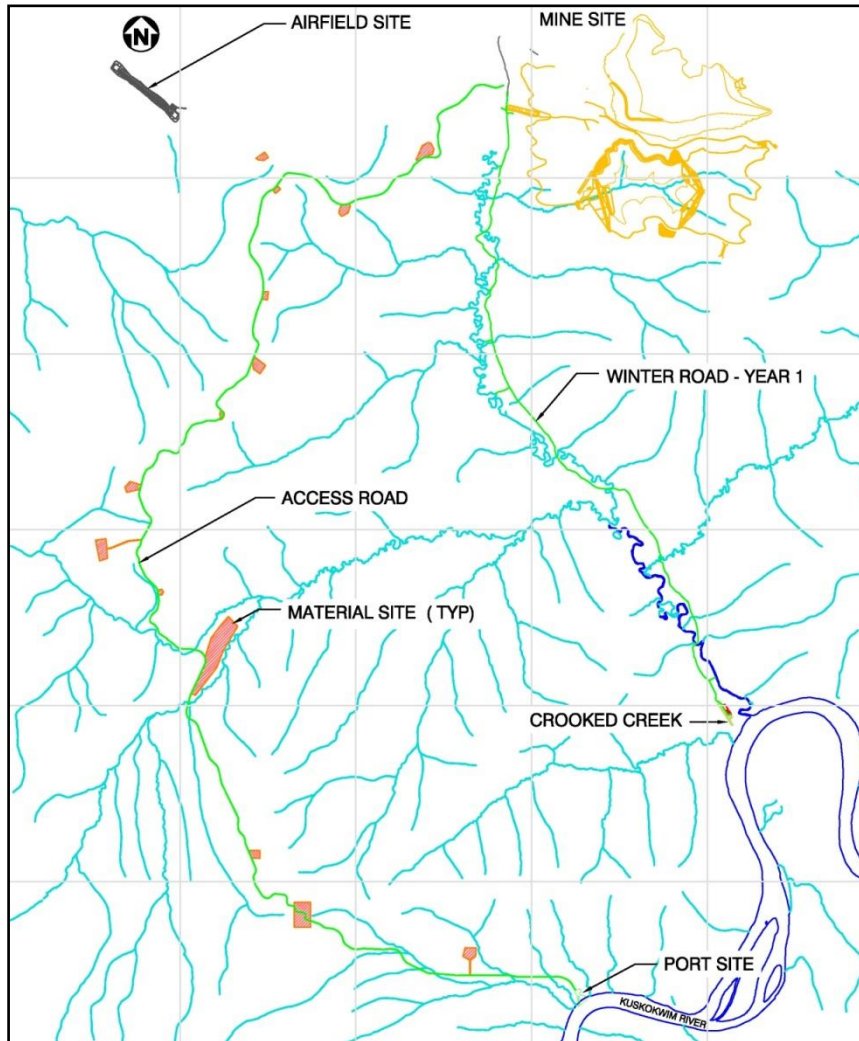 N
AIRFIELD SITE
MINE SITE
WINTER ROAD - YEAR 1
ACCESS ROAD
MATERIAL SITE ( TYP)
CROOKED CREEK
PORT SITE
KUSKOKWIM RIVER